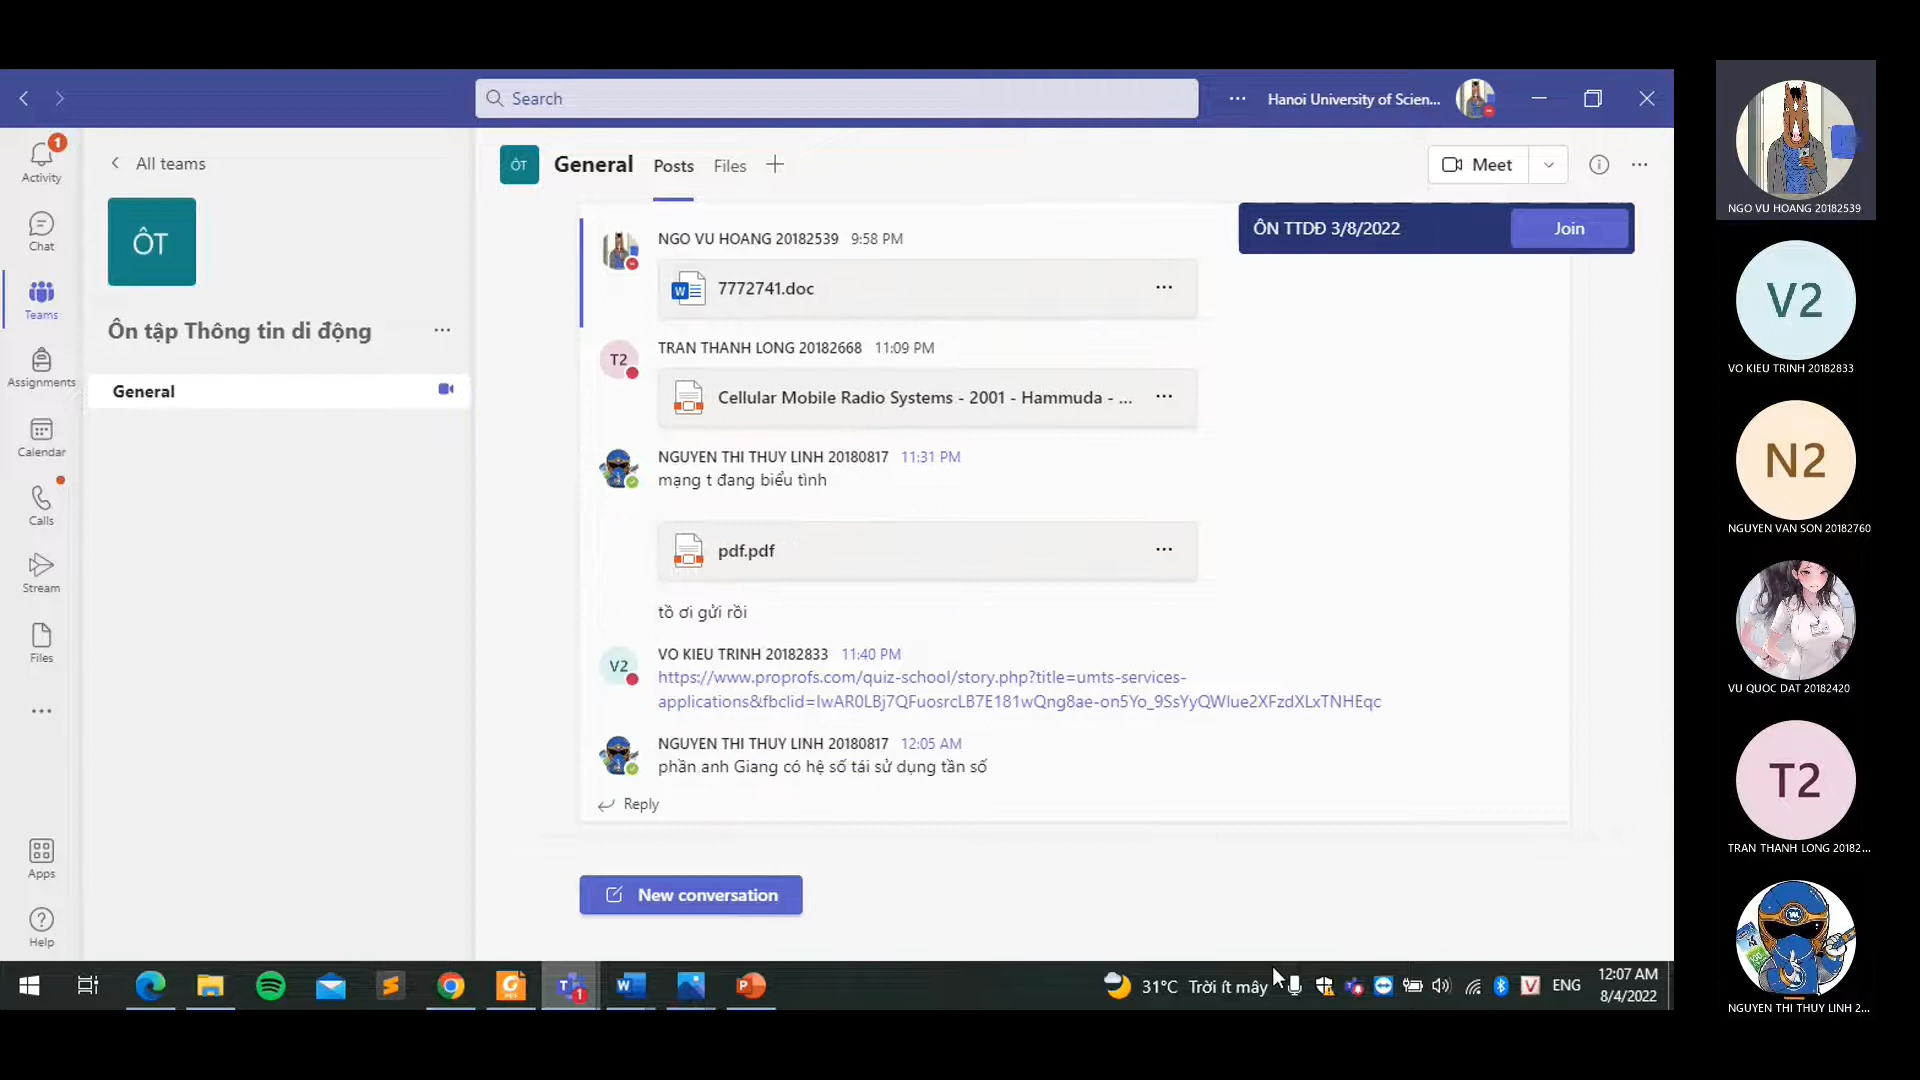 Search
Hanoi University of Scien...
1
Activity
Chat
Teams
Assignments
Calendar
Calls
Stream
Files
Apps
Help
All teams
ÔT
Ôn tập Thông tin di động
General
ÔT
General
Posts
Files
Meet
ÔN TTDĐ 3/8/2022
Join
NGO VU HOANG 20182539 9:58 PM
7772741.doc
T2
TRAN THANH LONG 20182668 11:09 PM
Cellular Mobile Radio Systems - 2001 - Hammuda - ...
NGUYEN THI THUY LINH 20180817 11:31 PM
mạng t đang biểu tình
pdf.pdf
tồ ơi gửi rồi
V2
VO KIEU TRINH 20182833 11:40 PM
https://www.proprofs.com/quiz-school/story.php?title=umts-services-
applications&fbclid=IwAR0LBj7QFuosrcLB7E181wQng8ae-on5Yo_9SsYyQWIue2XFzdXLxTNHEqc
NGUYEN THI THUY LINH 20180817 12:05 AM
phần anh Giang có hệ số tái sử dụng tần số
Reply
New conversation
31°C Trời ít mây
ENG
12:07 AM
8/4/2022
NGO VU HOANG 20182539
V2
VO KIEU TRINH 20182833
N2
NGUYEN VAN SON 20182760
VU QUOC DAT 20182420
T2
TRAN THANH LONG 20182...
NGUYEN THI THUY LINH 2...